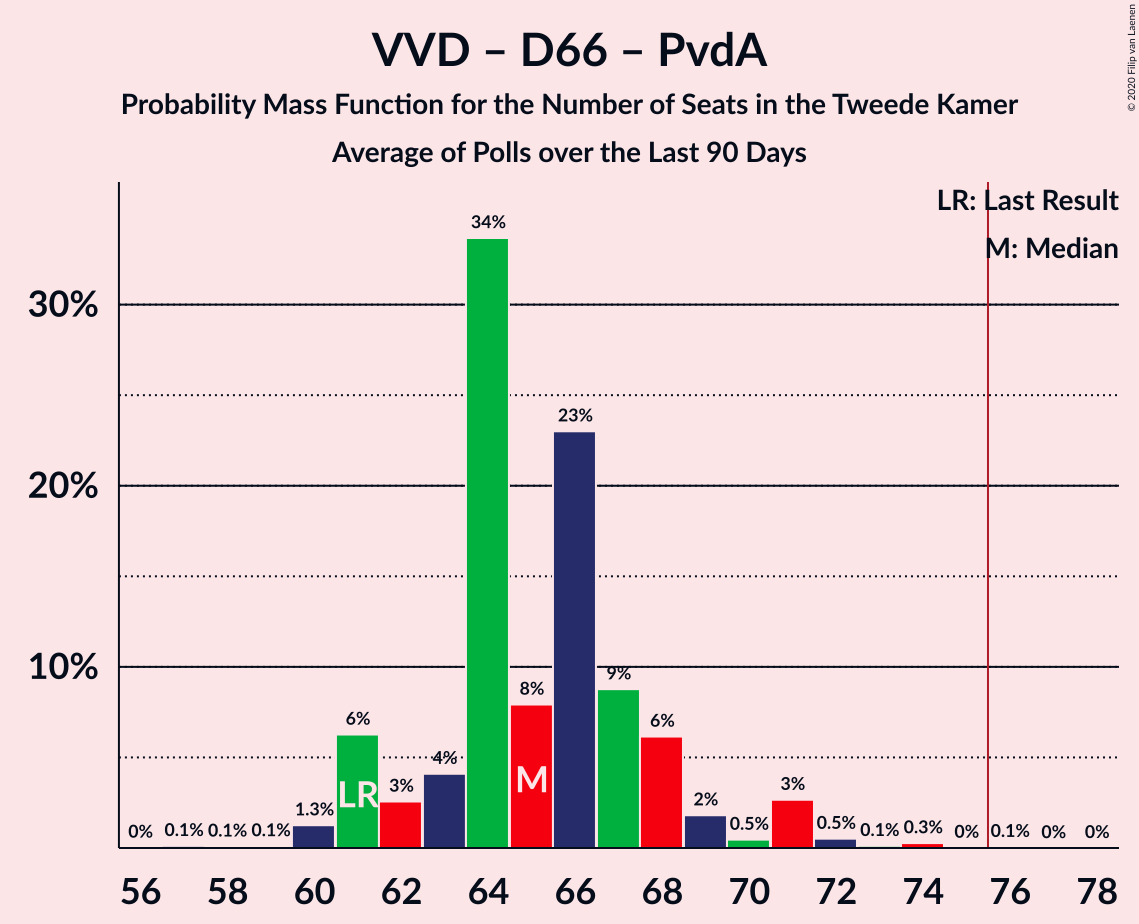 VVD – D66 – PvdA
Probability Mass Function for the Number of Seats in the Tweede Kamer
Average of Polls over the Last 90 Days
© 2020 Filip van Laenen
LR: Last Result
M: Median
30%
20%
10%
0%
0.1%
0.1%
0.1%
1.3%
6%
3%
4%
34%
8%
23%
9%
6%
2%
0.5%
3%
0.5%
0.1%
0.3%
0%
0.1%
0%
0%
LR
M
56 58 60 62 64 66 68 70 72 74 76 78